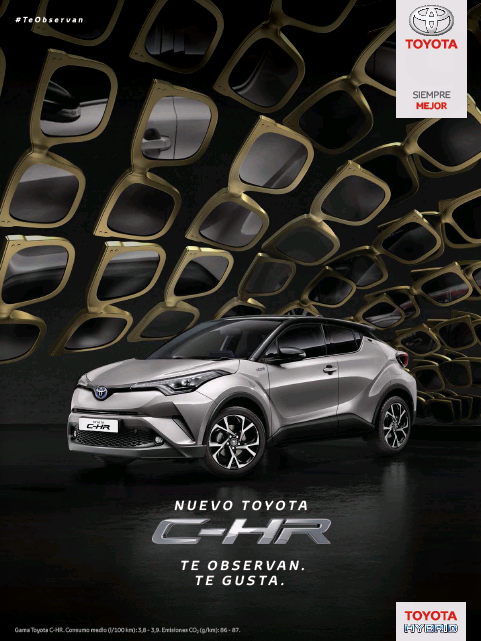 #TeObservan
TOYOTA
SIEMPRE
MEJOR
C-HR
NUEVO TOYOTA
C-HR
TE OBSERVAN.
TE GUSTA.
Gama Toyota C-HR. Consumo medio (l/100 km): 3,8 - 3,9. Emisiones CO₂ (g/km): 86 - 87.
TOYOTA
HYBRID